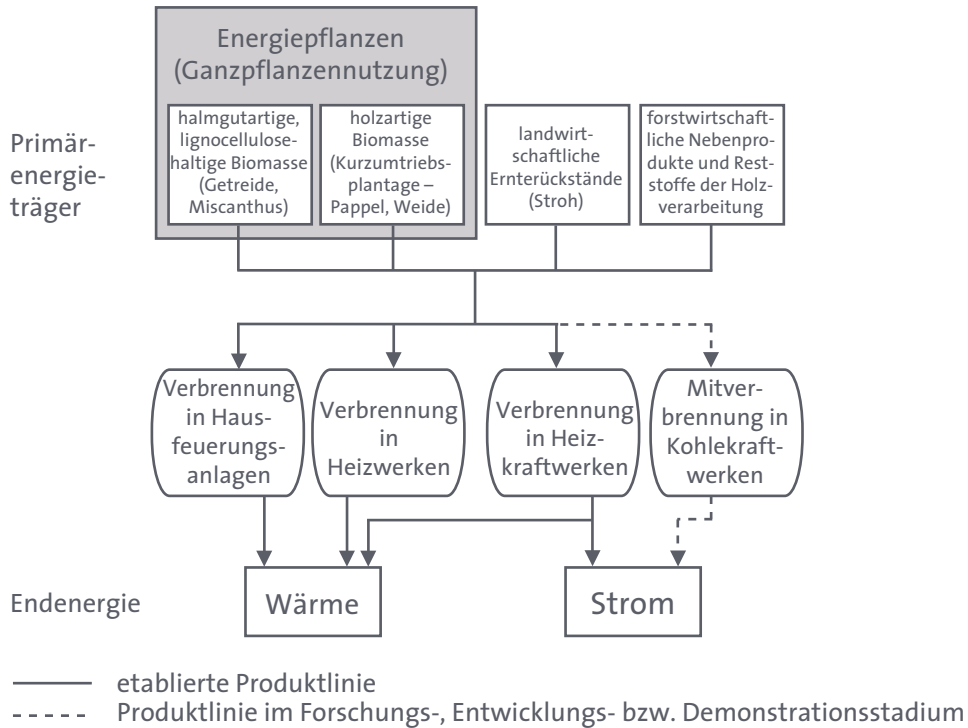 Energiepflanzen
(Ganzpflanzennutzung)
Primär-
energie-
träger
halmgutartige,
lignocellulose-
haltige Biomasse
(Getreide,
Miscanthus)
holzartige
Biomasse
(Kurzumtriebs-
plantage –
Pappel, Weide)
landwirt-
schaftliche
Ernterückstände
(Stroh)
forstwirtschaft-
liche Nebenpro-
dukte und Rest-
stoffe der Holz-
verarbeitung
Verbrennung
in Haus-
feuerungs-
anlagen
Verbrennung
in
Heizwerken
Verbrennung
in Heiz-
kraftwerken
Mitver-
brennung in
Kohlekraft-
werken
Endenergie
Wärme
Strom
etablierte Produktlinie
Produktlinie im Forschungs-, Entwicklungs- bzw. Demonstrationsstadium